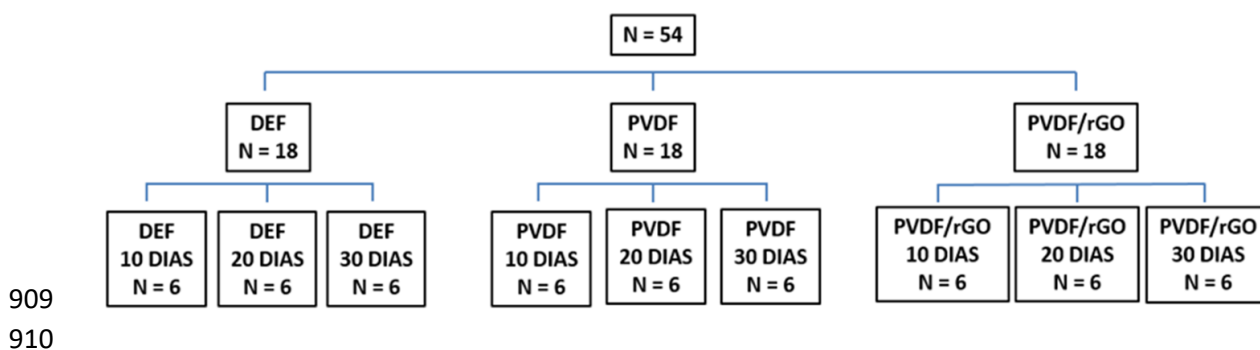 N = 54
DEF
N = 18
PVDF
N = 18
PVDF/rGO
N = 18
DEF
10 DIAS
N = 6
DEF
20 DIAS
N = 6
DEF
30 DIAS
N = 6
PVDF
10 DIAS
N = 6
PVDF
20 DIAS
N = 6
PVDF
30 DIAS
N = 6
PVDF/rGO
10 DIAS
N = 6
PVDF/rGO
20 DIAS
N = 6
PVDF/rGO
30 DIAS
N = 6
909
910